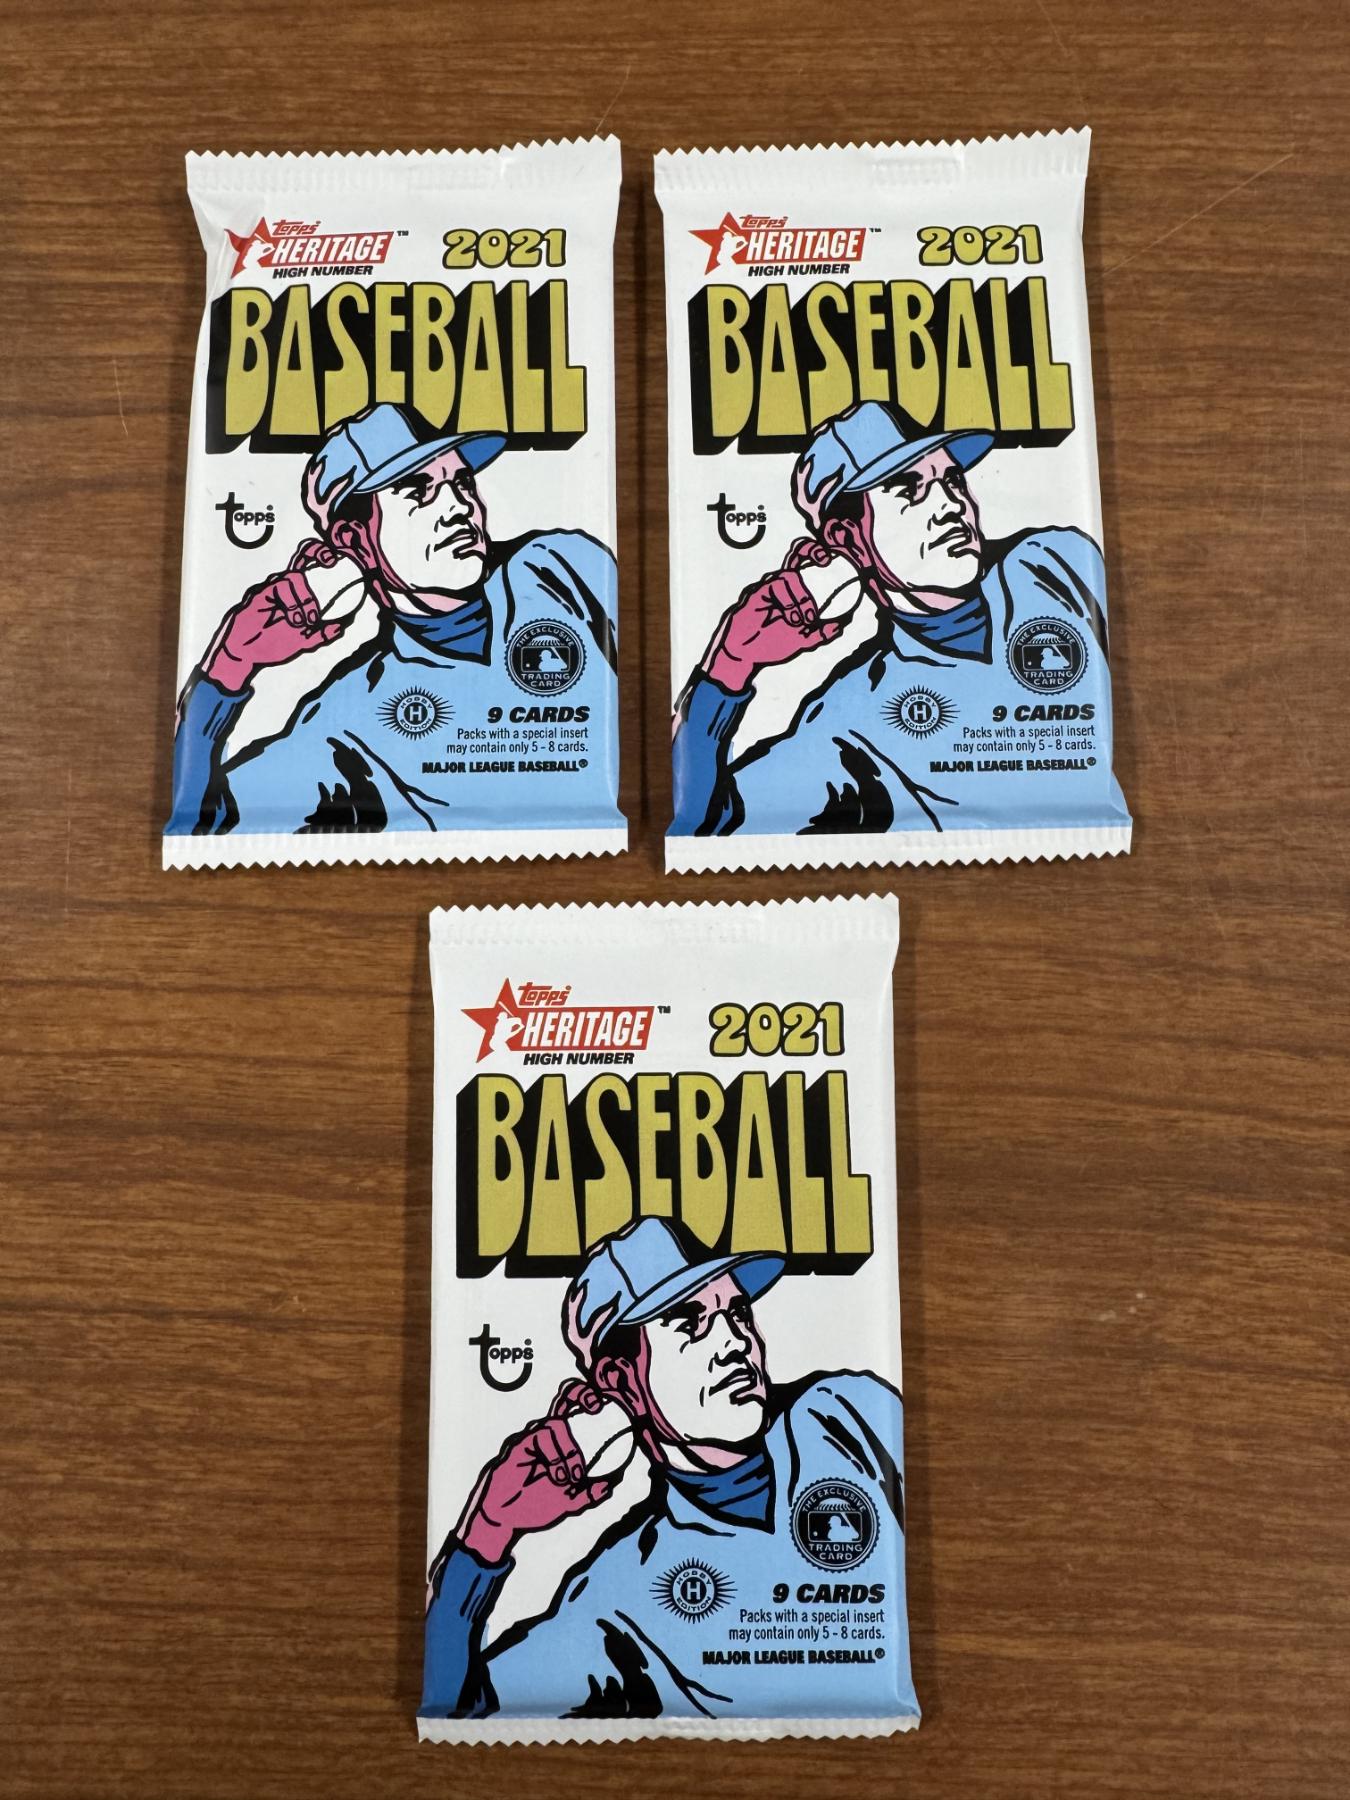 Topps
HERITAGE™ 2021
HIGH NUMBER
BASEBALL
topps
THE EXCLUSIVE
TRADING
CARD
HOBBY
H
EDITION
9 CARDS
Packs with a special insert
may contain only 5 - 8 cards.
MAJOR LEAGUE BASEBALL®
Topps
HERITAGE™ 2021
HIGH NUMBER
BASEBALL
topps
THE EXCLUSIVE
TRADING
CARD
HOBBY
H
EDITION
9 CARDS
Packs with a special insert
may contain only 5 - 8 cards.
MAJOR LEAGUE BASEBALL®
Topps
HERITAGE™ 2021
HIGH NUMBER
BASEBALL
topps
THE EXCLUSIVE
TRADING
CARD
HOBBY
H
EDITION
9 CARDS
Packs with a special insert
may contain only 5 - 8 cards.
MAJOR LEAGUE BASEBALL®